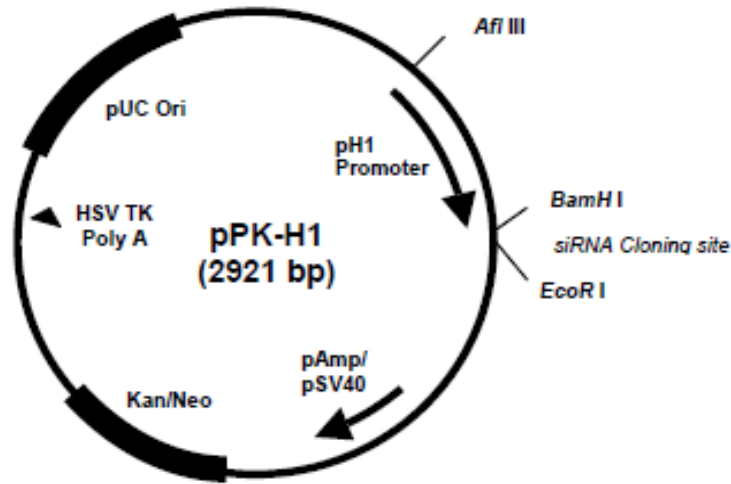 Afl III
pUC Ori
pH1
Promoter
BamH I
siRNA Cloning site
EcoR I
HSV TK
Poly A
pPK-H1
(2921 bp)
pAmp/
pSV40
Kan/Neo